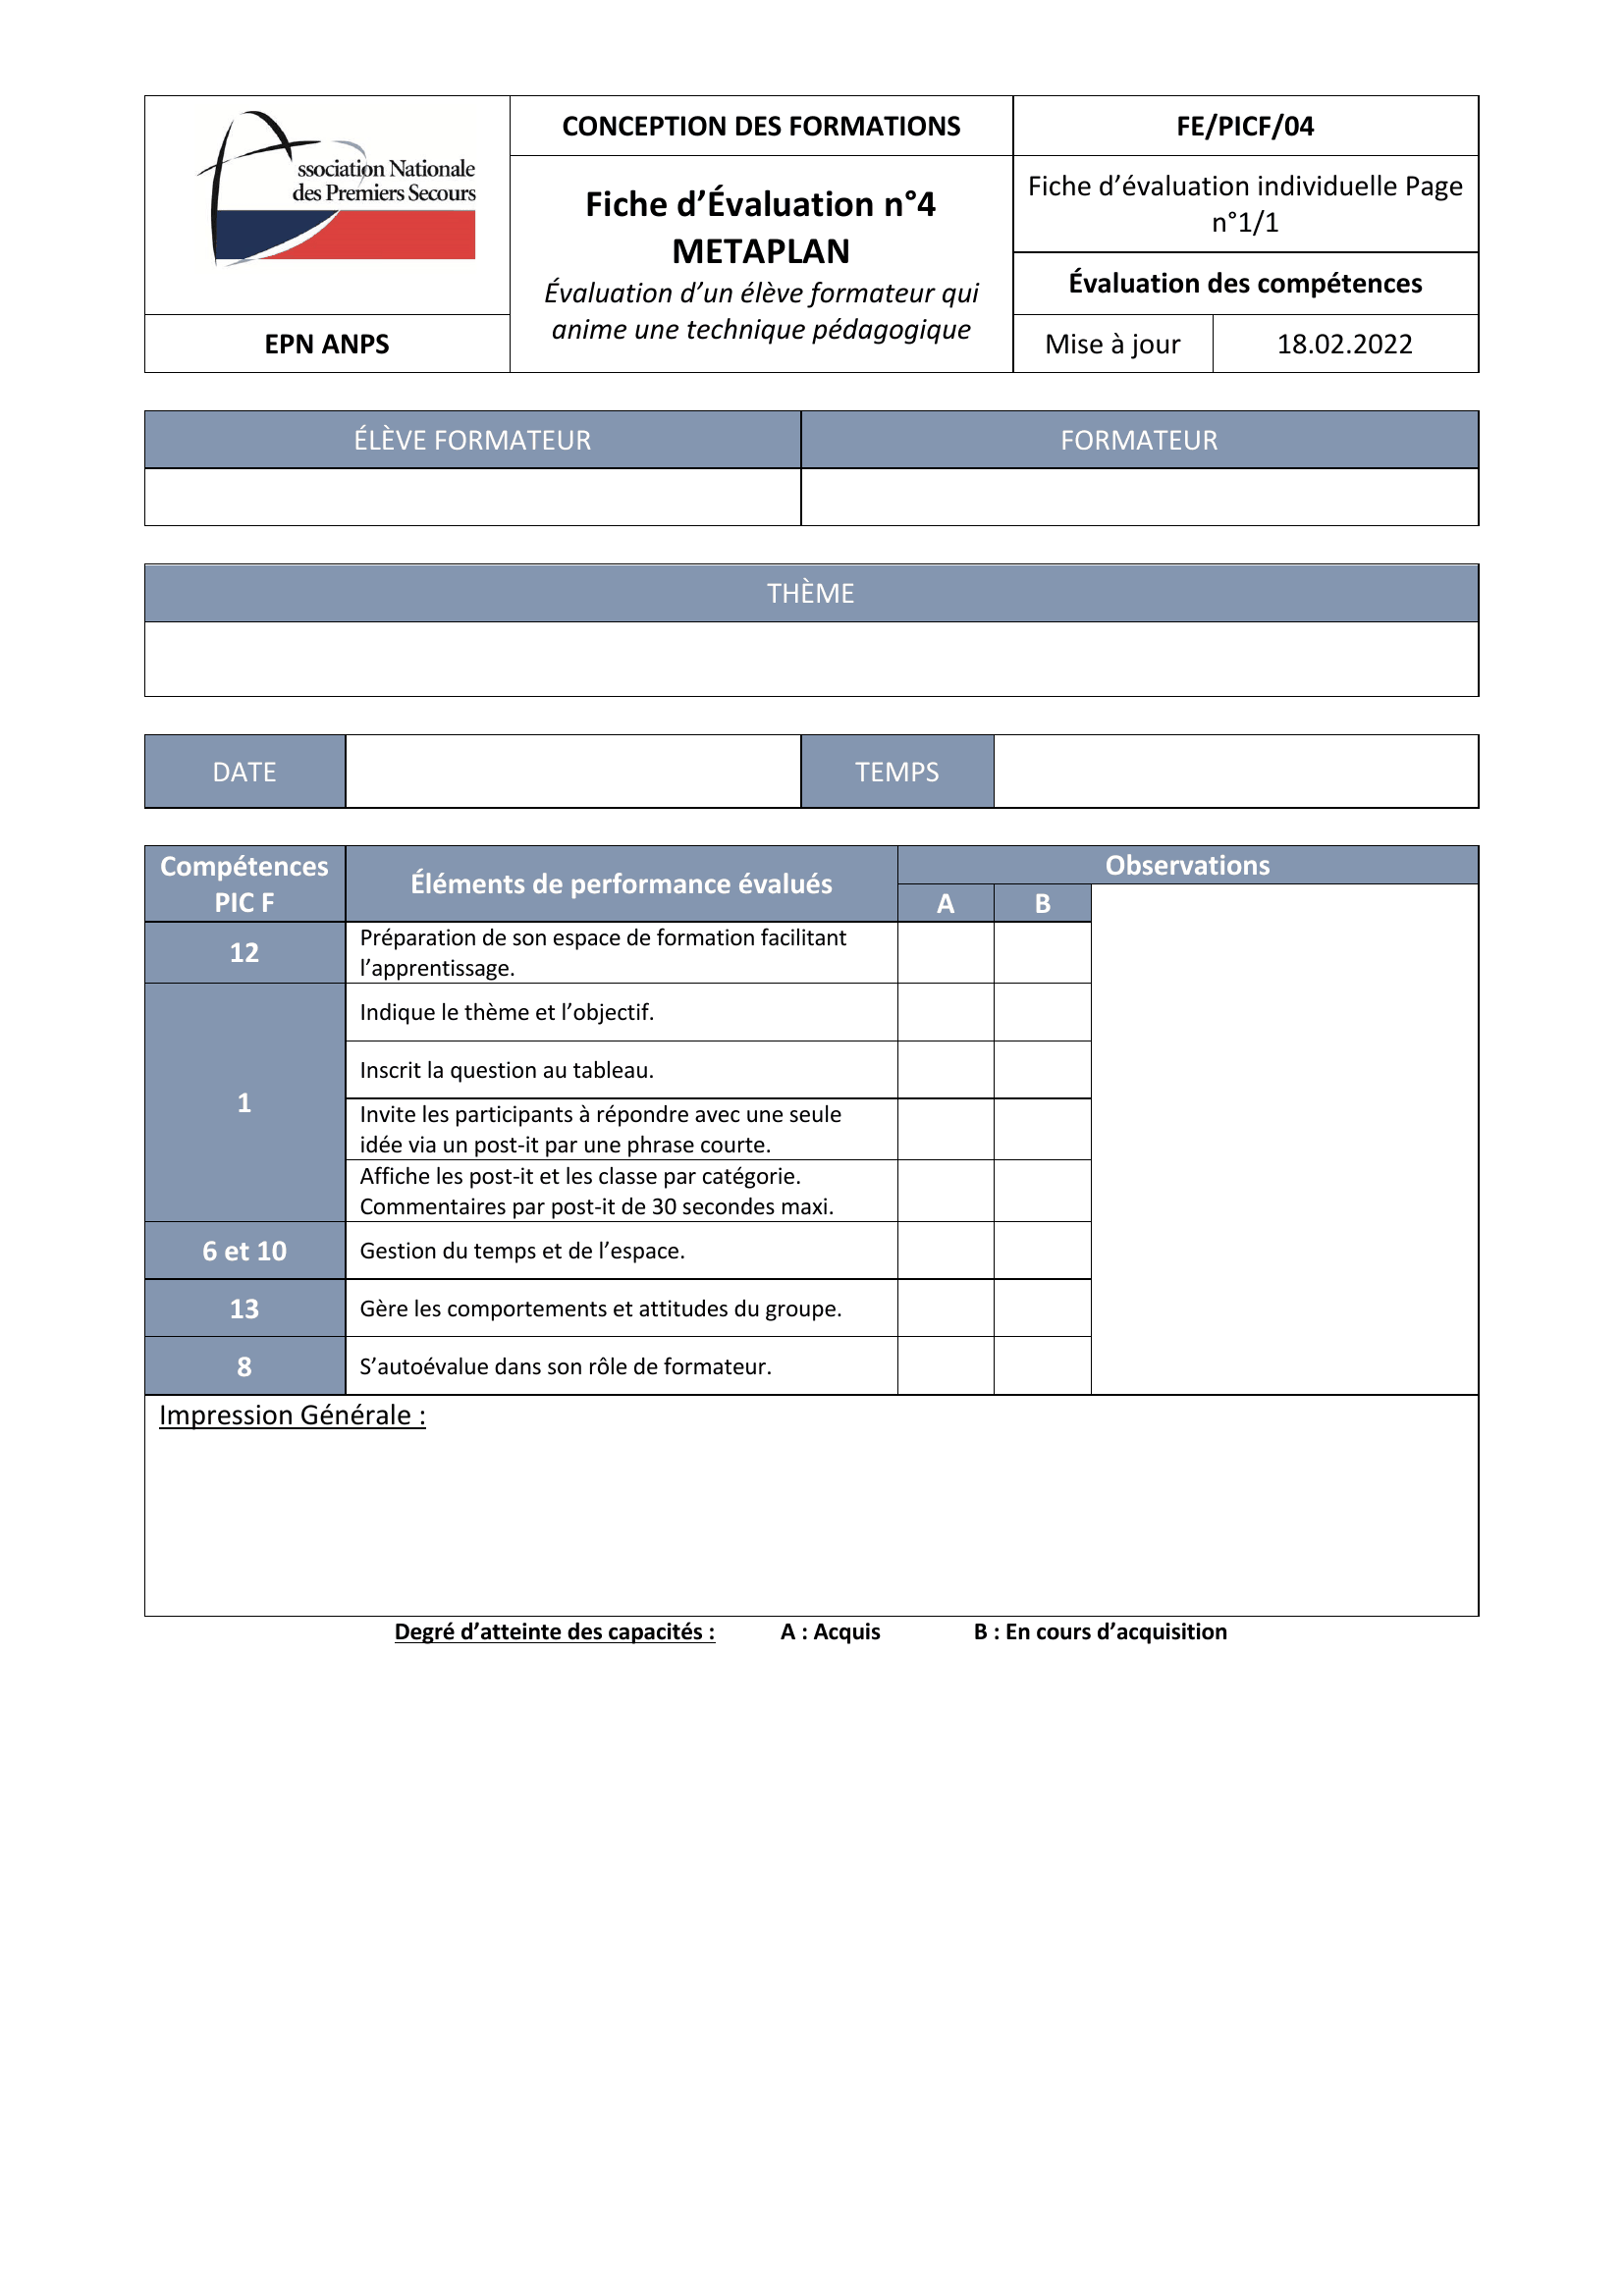 ssociation Nationale
des Premiers Secours
EPN ANPS
CONCEPTION DES FORMATIONS
Fiche d’Évaluation n°4
METAPLAN
Évaluation d’un élève formateur qui
anime une technique pédagogique
FE/PICF/04
Fiche d’évaluation individuelle Page
n°1/1
Évaluation des compétences
Mise à jour 18.02.2022
ÉLÈVE FORMATEUR FORMATEUR
THÈME
DATE TEMPS
Compétences
PIC F
Éléments de performance évalués
Observations
A B
12
Préparation de son espace de formation facilitant
l’apprentissage.
1
Indique le thème et l’objectif.
Inscrit la question au tableau.
Invite les participants à répondre avec une seule
idée via un post-it par une phrase courte.
Affiche les post-it et les classe par catégorie.
Commentaires par post-it de 30 secondes maxi.
6 et 10 Gestion du temps et de l’espace.
13 Gère les comportements et attitudes du groupe.
8 S’autoévalue dans son rôle de formateur.
Impression Générale :
Degré d’atteinte des capacités : A : Acquis B : En cours d’acquisition